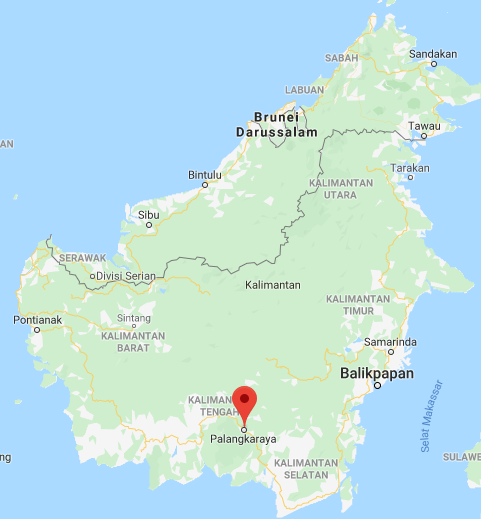 Sandakan
SABAH
LABUAN
Brunei
Darussalam
AN
Tawau
Bintulu
Tarakan
KALIMANTAN
UTARA
Sibu
SERAWAK
Divisi Serian
Kalimantan
Pontianak
Sintang
KALIMANTAN
BARAT
KALIMANTAN
TIMUR
Samarinda
Balikpapan
KALIMAN
TENGAH
Palangkaraya
Selat Makassar
ng
KALIMANTAN
SELATAN
SULAWE